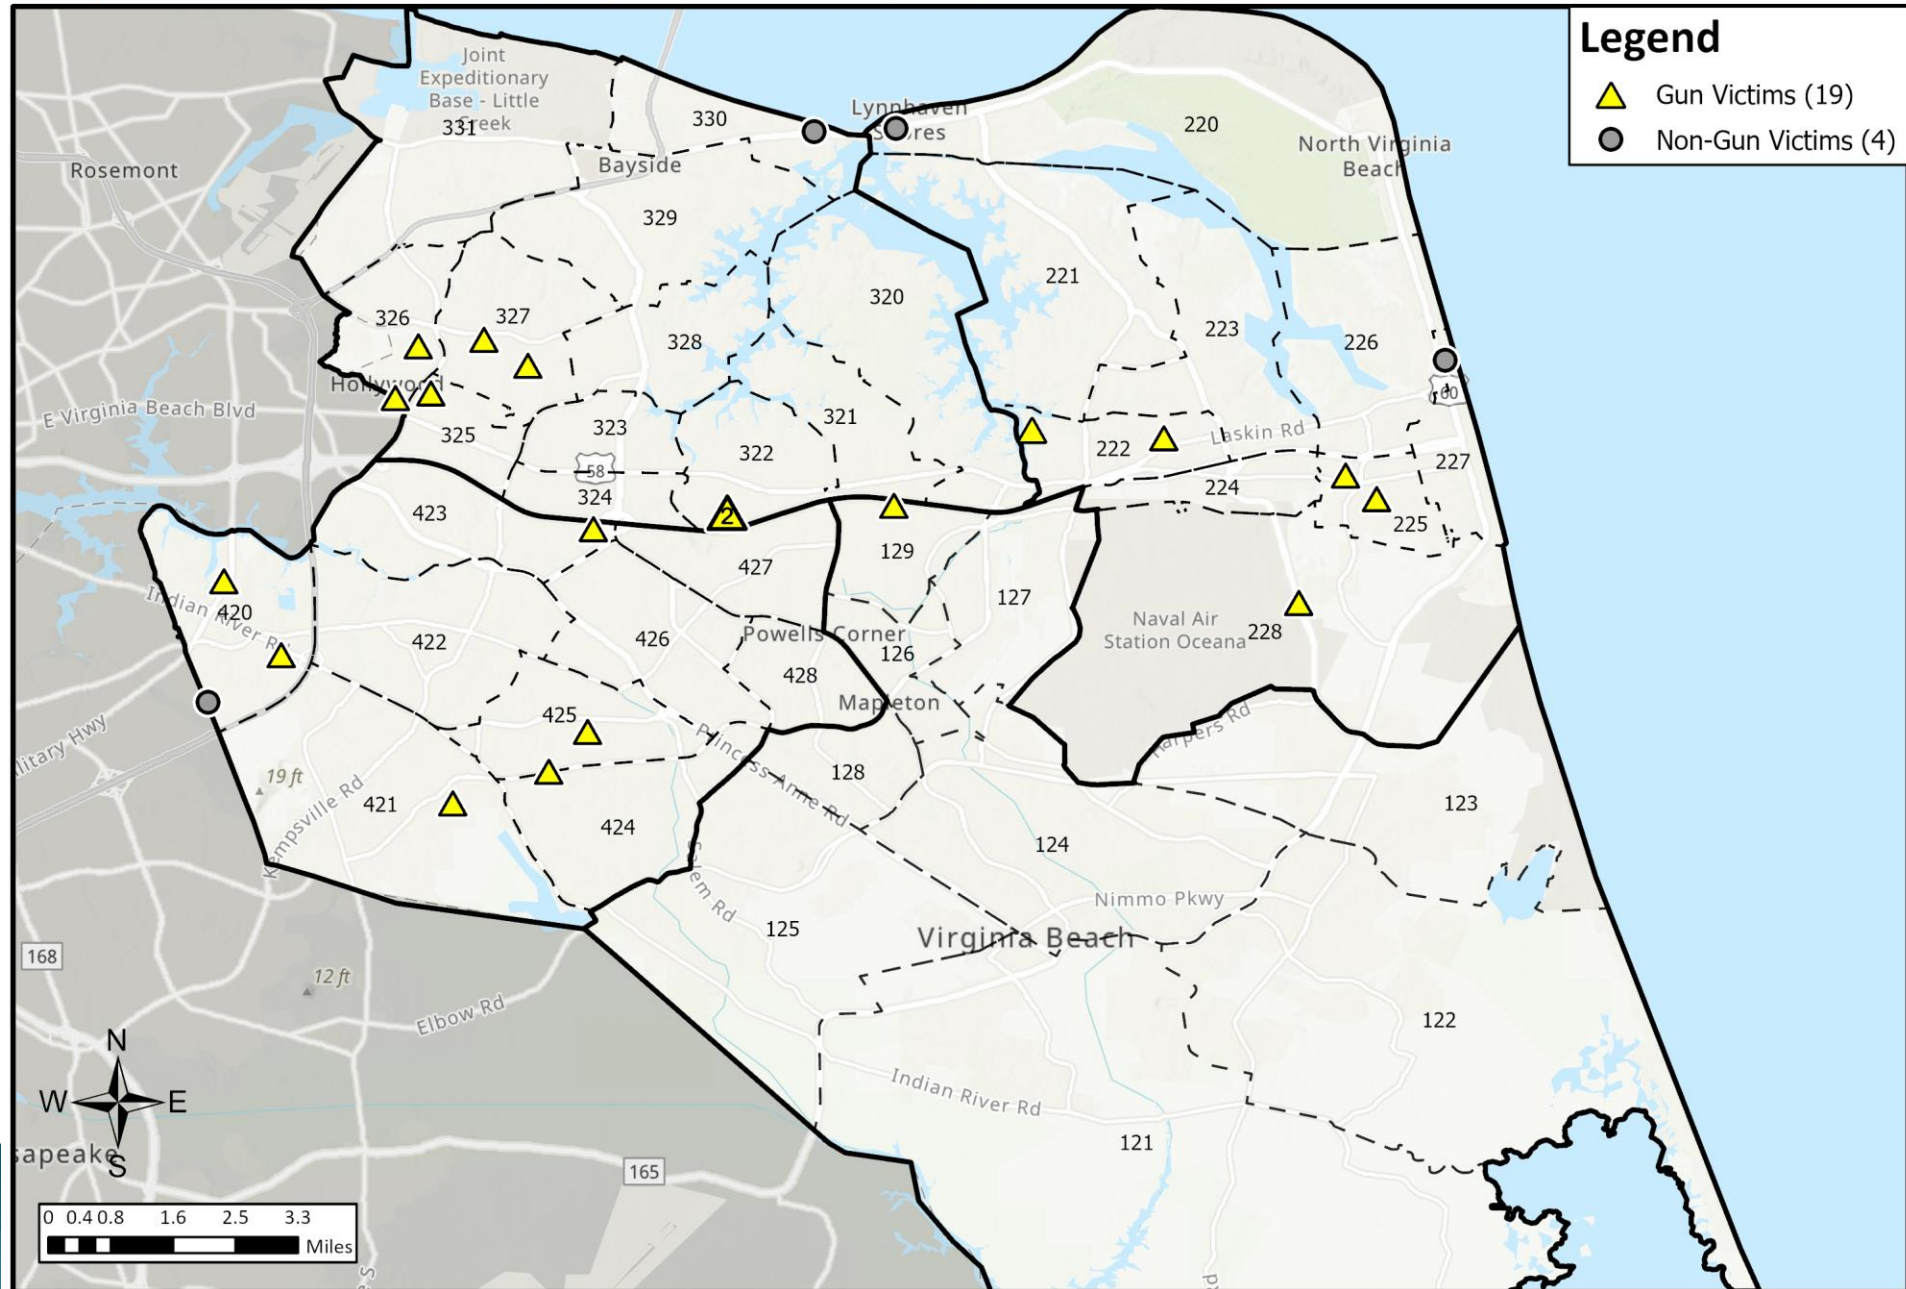 Legend
Gun Victims (19)
Non-Gun Victims (4)
Joint
Expeditionary
Base - Little
Creek
331
330
Lynnhaven
Shores
220
North Virginia
Beach
Rosemont
Bayside
329
221
320
326
327
328
223
226
Hollywood
60
E Virginia Beach Blvd
325
323
321
322
222
Laskin Rd
227
58
324
2
224
225
423
129
427
127
Indian River Rd
420
422
426
Powells Corner
126
Naval Air
Station Oceana
228
428
Mapleton
425
Harpers Rd
Princess Anne Rd
128
19 ft
Kempsville Rd
421
424
123
124
Salem Rd
Nimmo Pkwy
125
Virginia Beach
168
12 ft
Elbow Rd
122
N
W
E
S
Indian River Rd
121
165
0 0.4 0.8 1.6 2.5 3.3
Miles